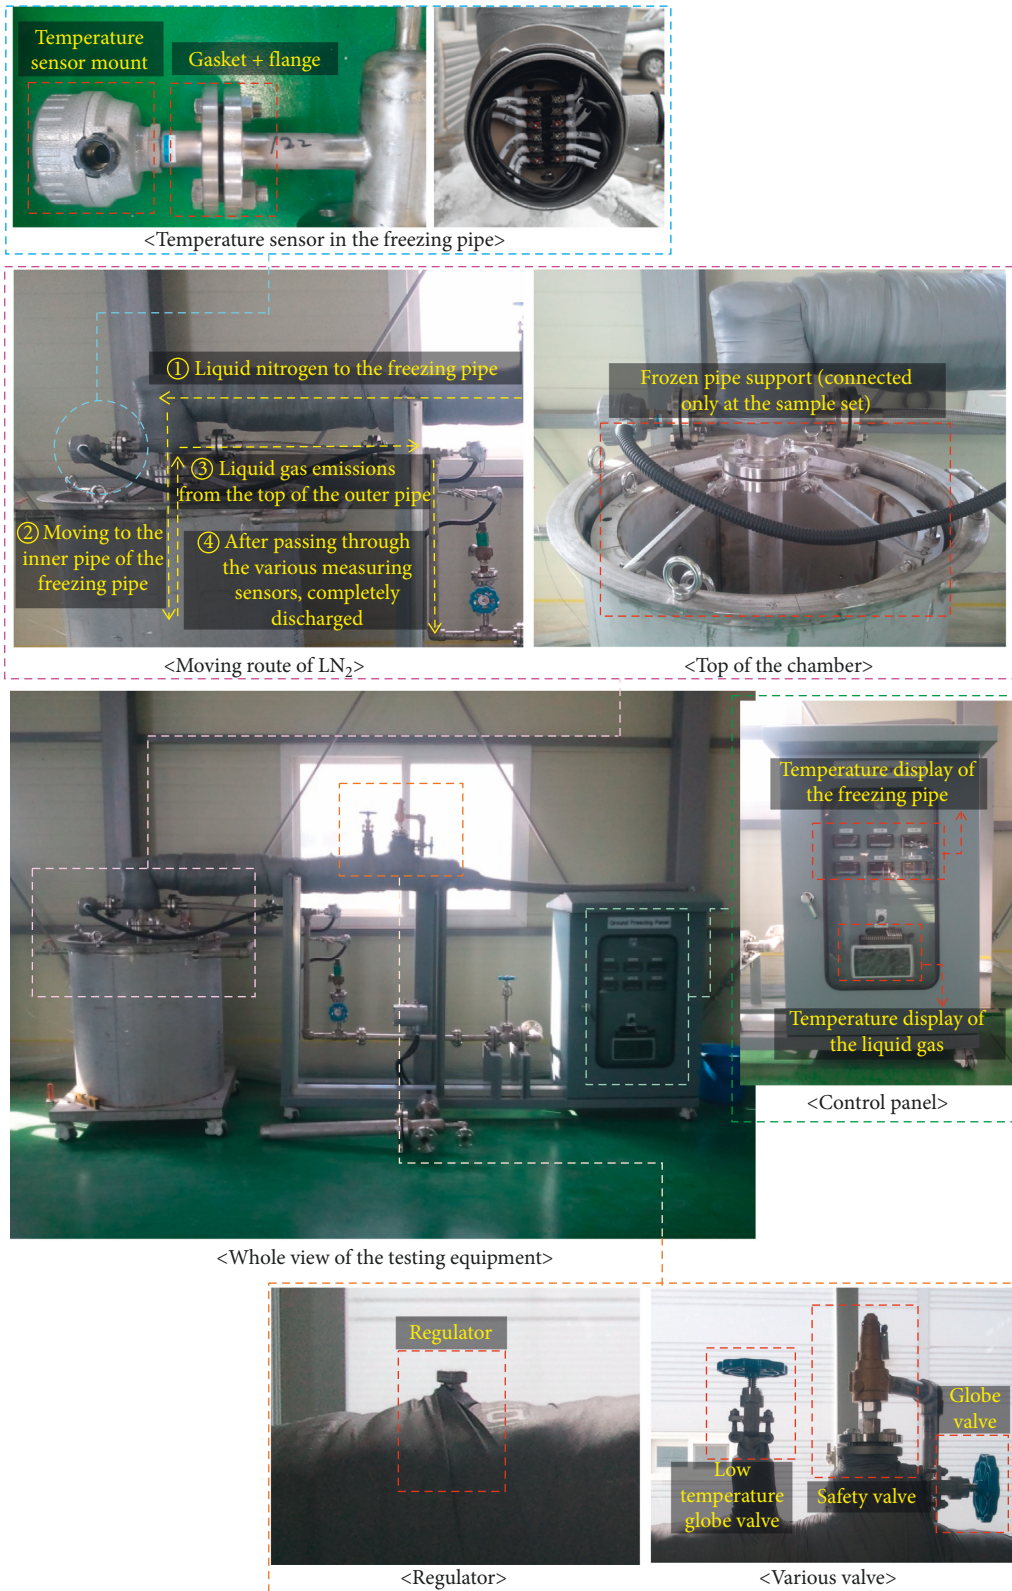 Temperature
sensor mount
Gasket + flange
122
<Temperature sensor in the freezing pipe>
① Liquid nitrogen to the freezing pipe
③ Liquid gas emissions
from the top of the outer pipe
② Moving to the
inner pipe of the
freezing pipe
④ After passing through
the various measuring
sensors, completely
discharged
<Moving route of LN₂>
Frozen pipe support (connected
only at the sample set)
<Top of the chamber>
Ground Freezing Panel
<Whole view of the testing equipment>
Temperature display of
the freezing pipe
Temperature display of
the liquid gas
<Control panel>
Regulator
<Regulator>
Low
temperature
globe valve
Safety valve
Globe
valve
<Various valve>